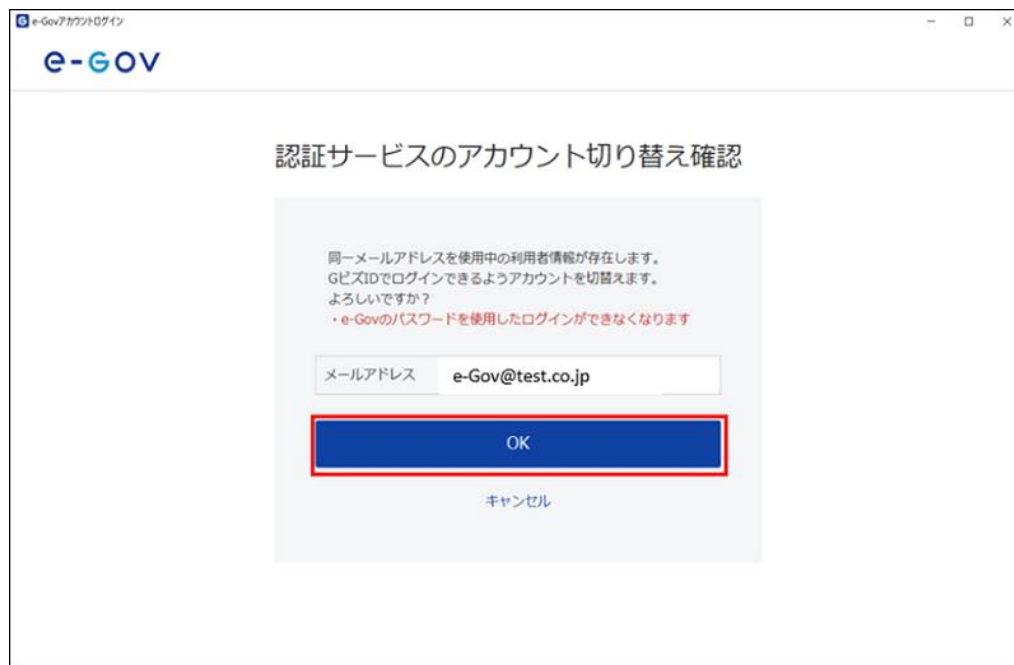 e-Govアカウントログイン
e-GOV
認証サービスのアカウント切り替え確認
同一メールアドレスを使用中の利用者情報が存在します。
GビズIDでログインできるようアカウントを切替えます。
よろしいですか？
・e-Govのパスワードを使用したログインができなくなります
メールアドレス e-Gov@test.co.jp
OK
キャンセル